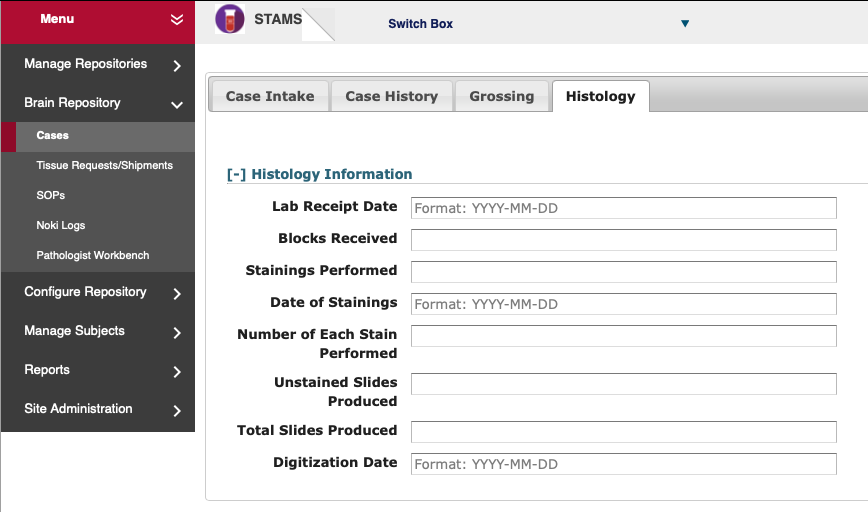 Menu
STAMS
Switch Box
Manage Repositories
Brain Repository
Cases
Tissue Requests/Shipments
SOPs
Noki Logs
Pathologist Workbench
Configure Repository
Manage Subjects
Reports
Site Administration
Case Intake
Case History
Grossing
Histology
[-] Histology Information
Lab Receipt Date
Format: YYYY-MM-DD
Blocks Received
Stainings Performed
Date of Stainings
Format: YYYY-MM-DD
Number of Each Stain
Performed
Unstained Slides
Produced
Total Slides Produced
Digitization Date
Format: YYYY-MM-DD